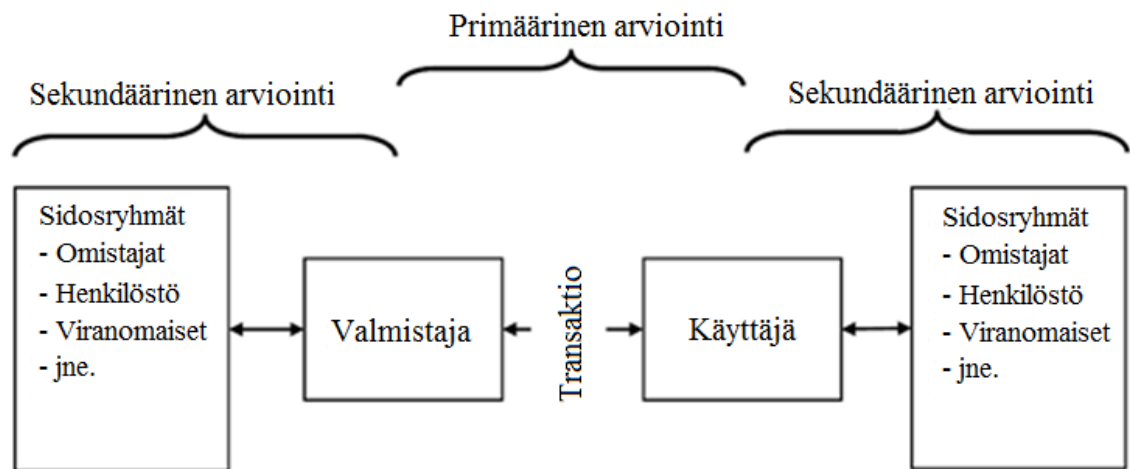 Primäärinen arviointi
Sekundäärinen arviointi
Sekundäärinen arviointi
Sidosryhmät
- Omistajat
- Henkilöstö
- Viranomaiset
- jne.
Valmistaja
Transaktio
Käyttäjä
Sidosryhmät
- Omistajat
- Henkilöstö
- Viranomaiset
- jne.